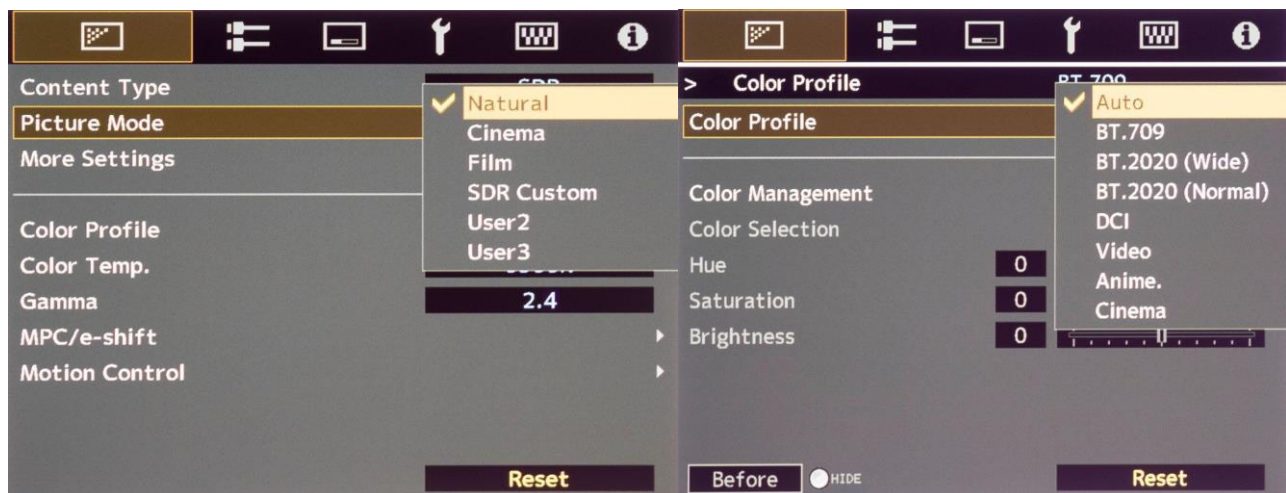 Content Type
Picture Mode
More Settings
Natural
Cinema
Film
SDR Custom
User2
User3
Color Profile
Color Temp.
Gamma 2.4
MPC/e-shift
Motion Control
Reset
> Color Profile BT.709
Color Profile
Auto
BT.709
BT.2020 (Wide)
BT.2020 (Normal)
DCI
Video
Anime.
Cinema
Color Management
Color Selection
Hue 0
Saturation 0
Brightness 0
Before HIDE Reset